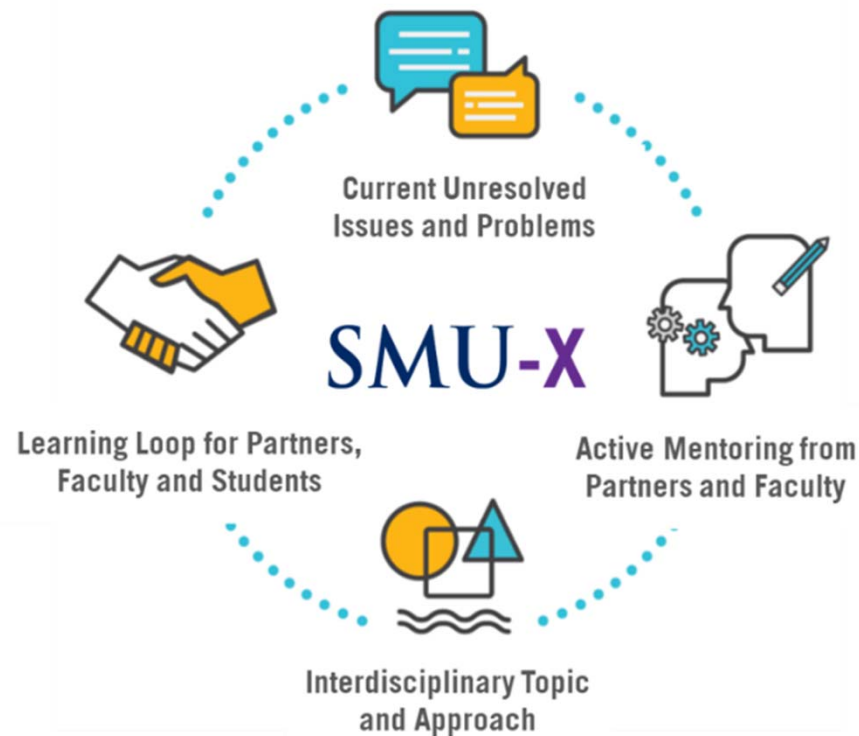 Current Unresolved
Issues and Problems
SMU-X
Learning Loop for Partners,
Faculty and Students
Active Mentoring from
Partners and Faculty
Interdisciplinary Topic
and Approach